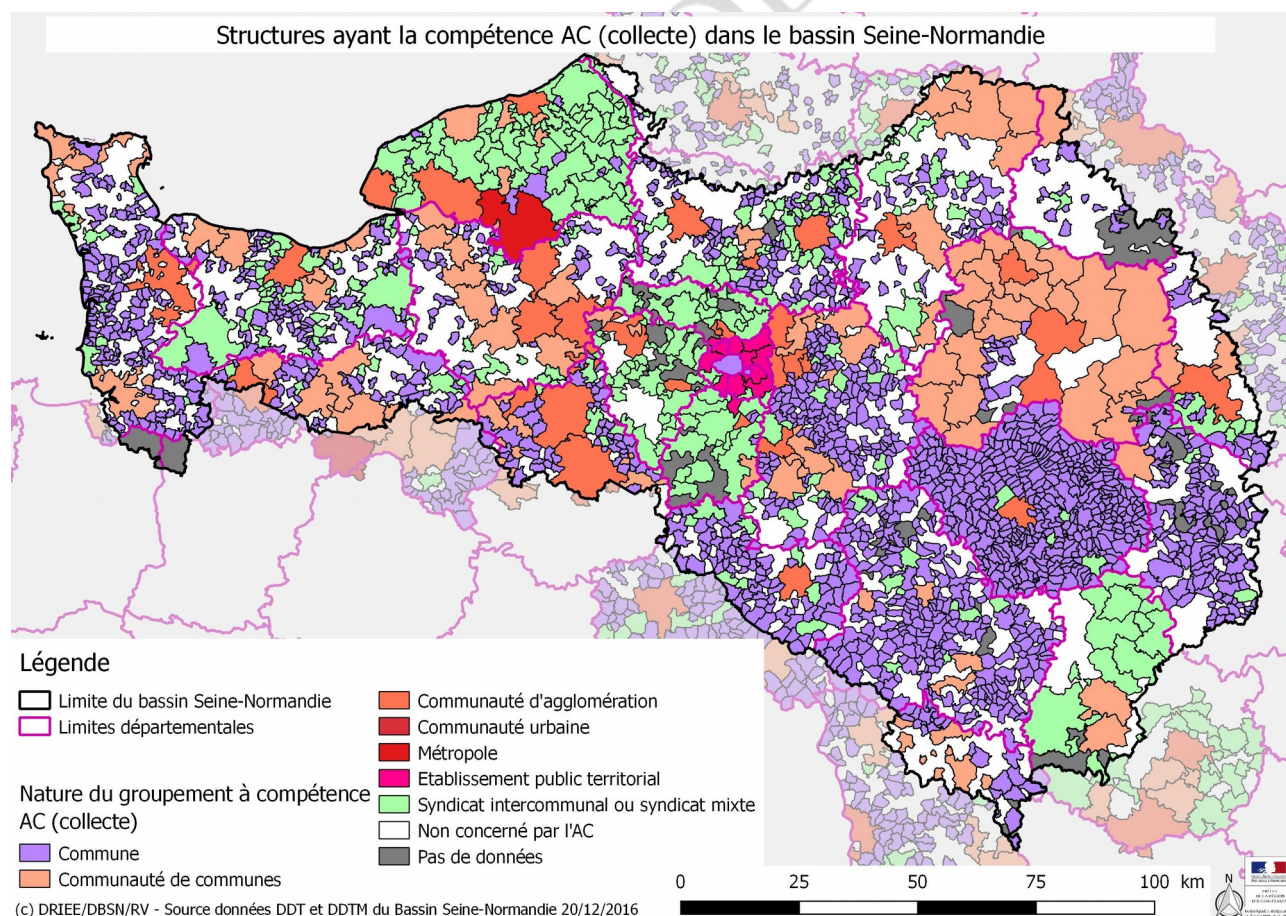 Structures ayant la compétence AC (collecte) dans le bassin Seine-Normandie
Légende
Limite du bassin Seine-Normandie
Limites départementales
Nature du groupement à compétence
AC (collecte)
Commune
Communauté de communes
Communauté d'agglomération
Communauté urbaine
Métropole
Etablissement public territorial
Syndicat intercommunal ou syndicat mixte
Non concerné par l'AC
Pas de données
0 25 50 75 100 km
N
(c) DRIEE/DBSN/RV - Source données DDT et DDTM du Bassin Seine-Normandie 20/12/2016